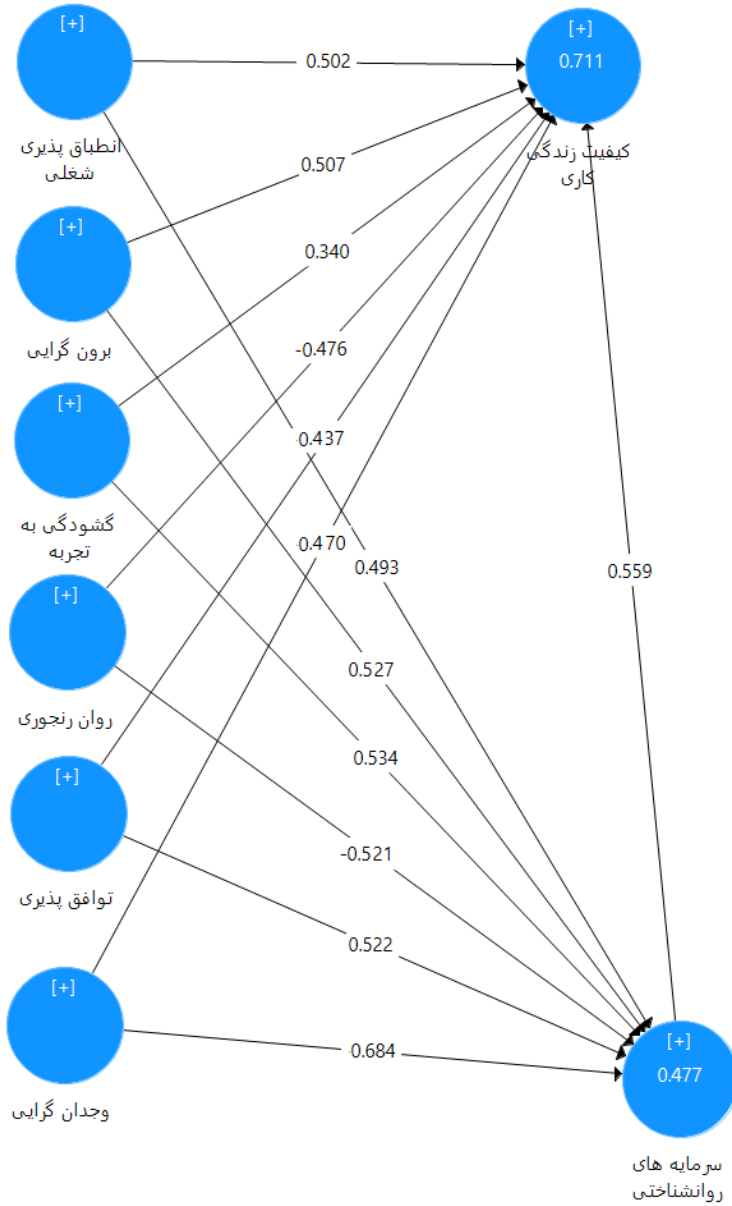 [+]
[+]
0.711
0.502
انطباق پذیری
شغلی
کیفیت زندگی
کاری
[+]
0.507
برون گرایی
0.340
-0.476
[+]
گشودگی به
تجربه
0.437
0.470
0.493
0.559
[+]
روان رنجوری
0.527
0.534
[+]
توافق پذیری
-0.521
0.522
[+]
وجدان گرایی
0.684
[+]
0.477
سرمایه های
روانشناختی